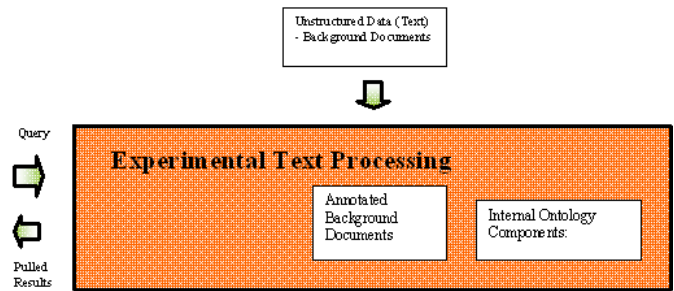 Unstructured Data (Text)
- Background Documents
Query
Experimental Text Processing
Annotated
Background
Documents
Internal Ontology
Components:
Pulled
Results